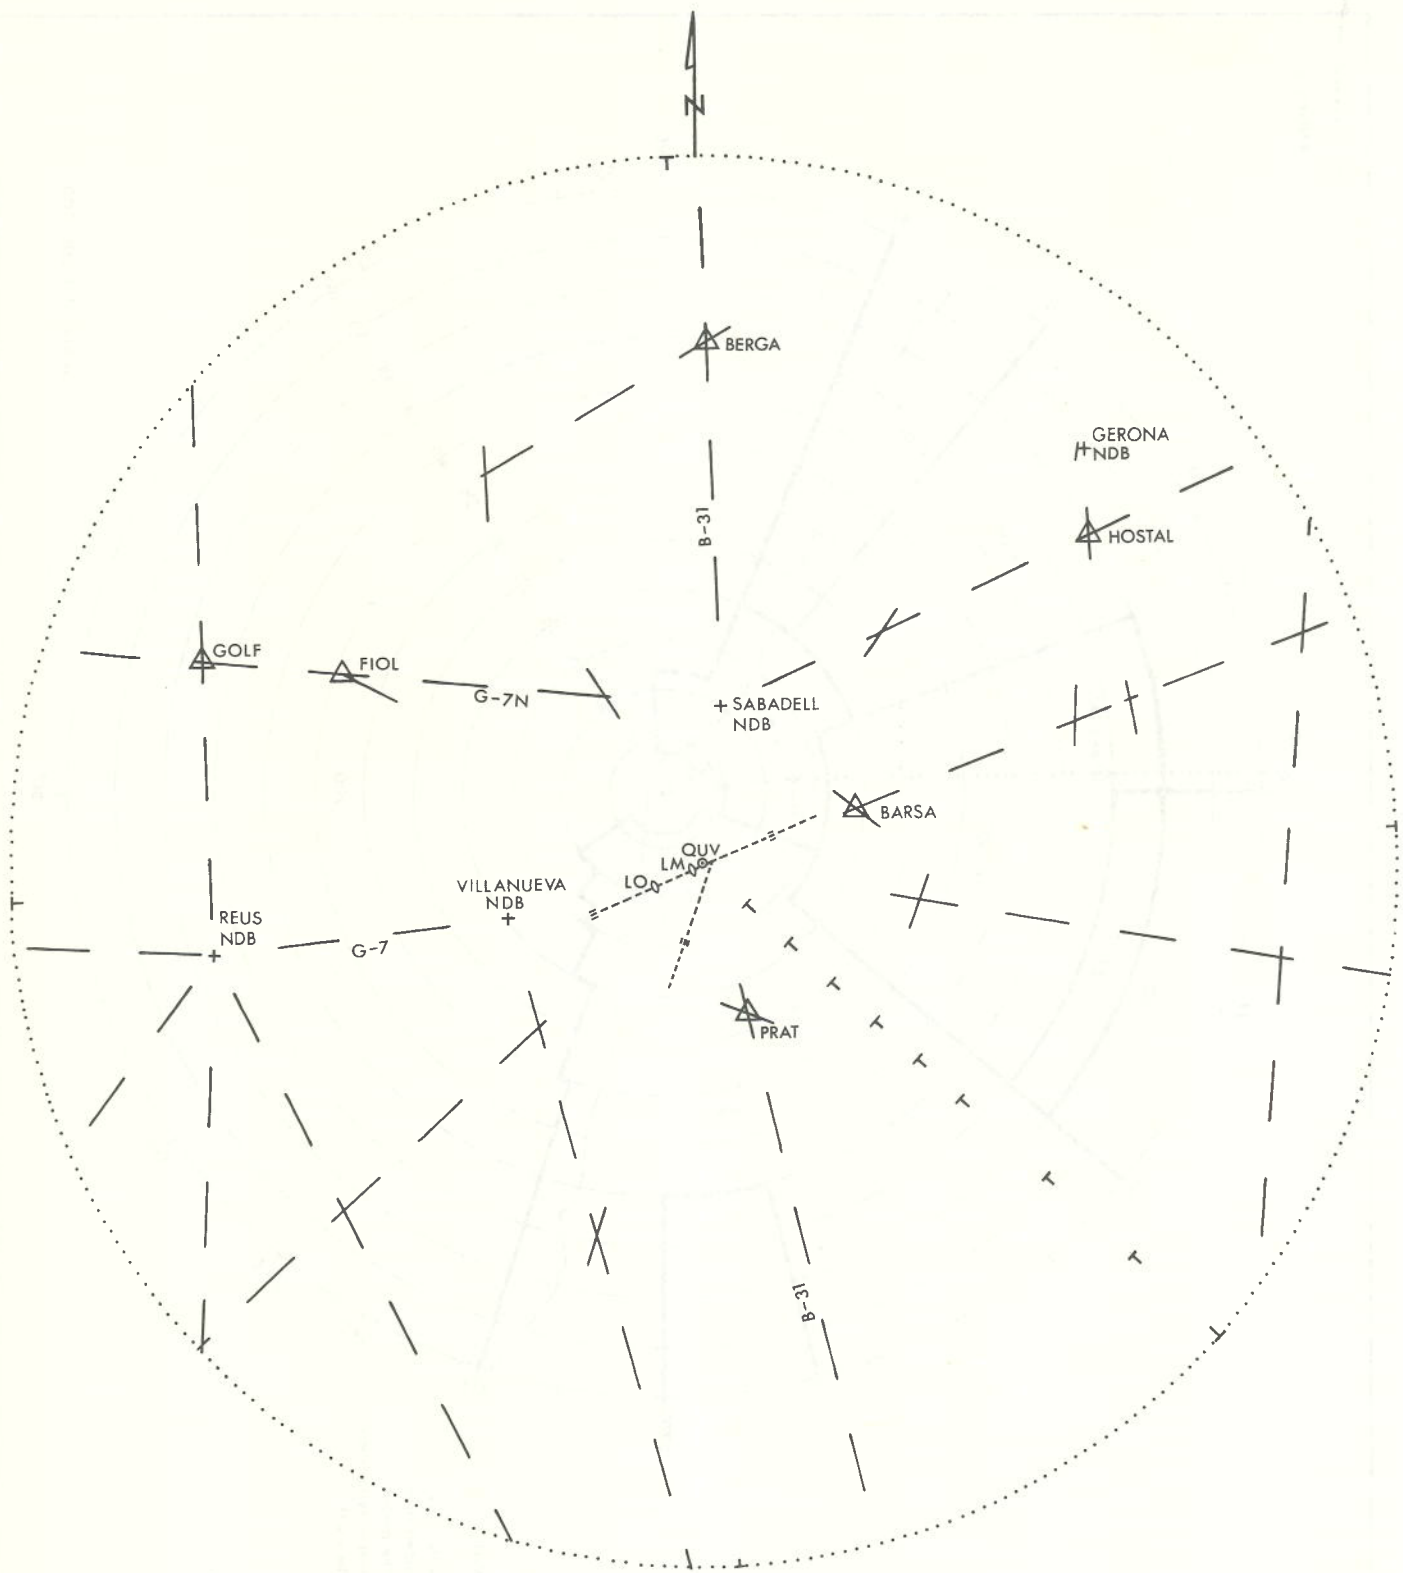 N
BERGA
GERONA
NDB
B-31
HOSTAL
GOLF
FIOL
G-7N
SABADELL
NDB
BARSA
QUV
LM
LO
VILLANUEVA
NDB
REUS
NDB
G-7
PRAT
B-31